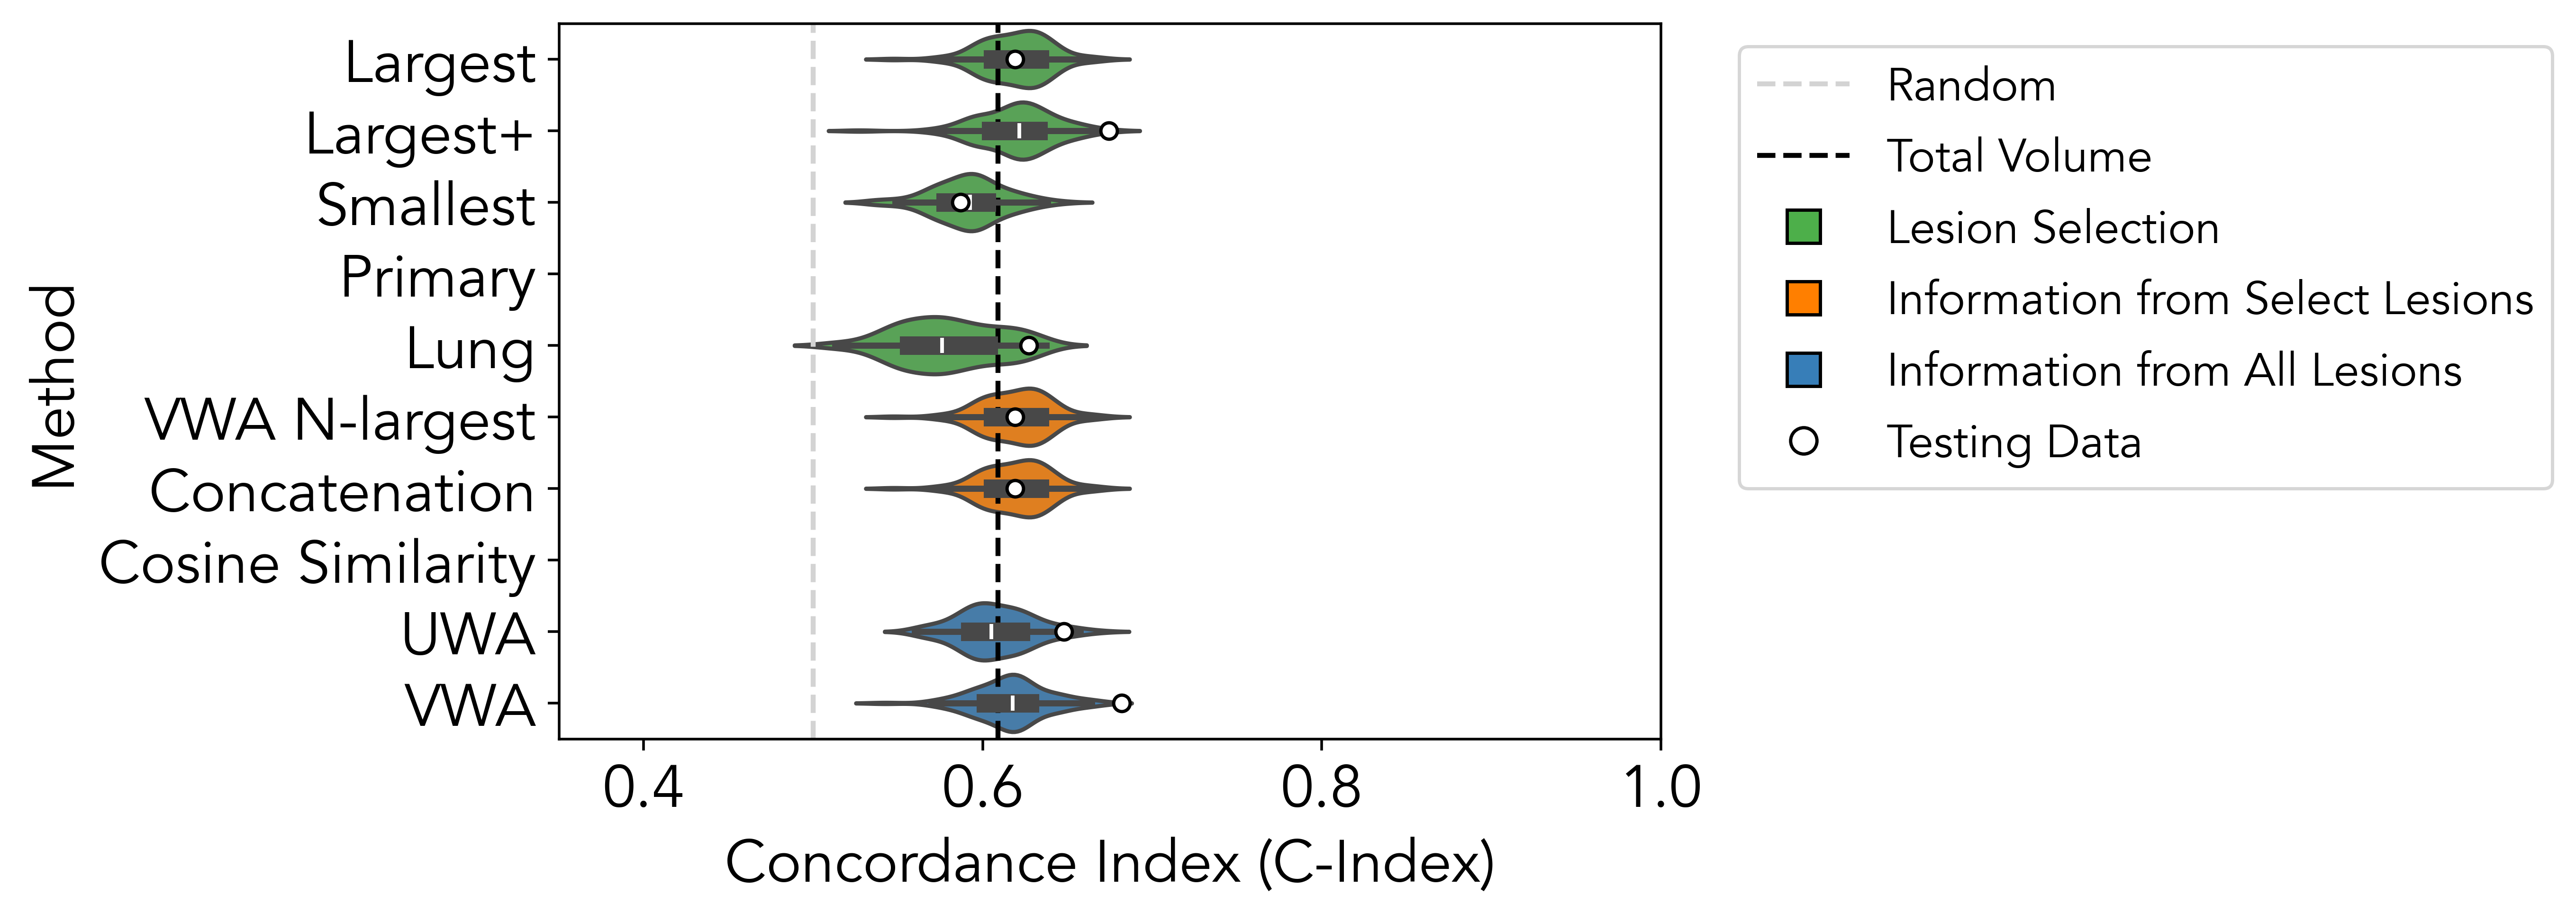 Method
Largest
Largest+
Smallest
Primary
Lung
VWA N-largest
Concatenation
Cosine Similarity
UWA
VWA
0.4 0.6 0.8 1.0
Concordance Index (C-Index)
Random
Total Volume
Lesion Selection
Information from Select Lesions
Information from All Lesions
Testing Data